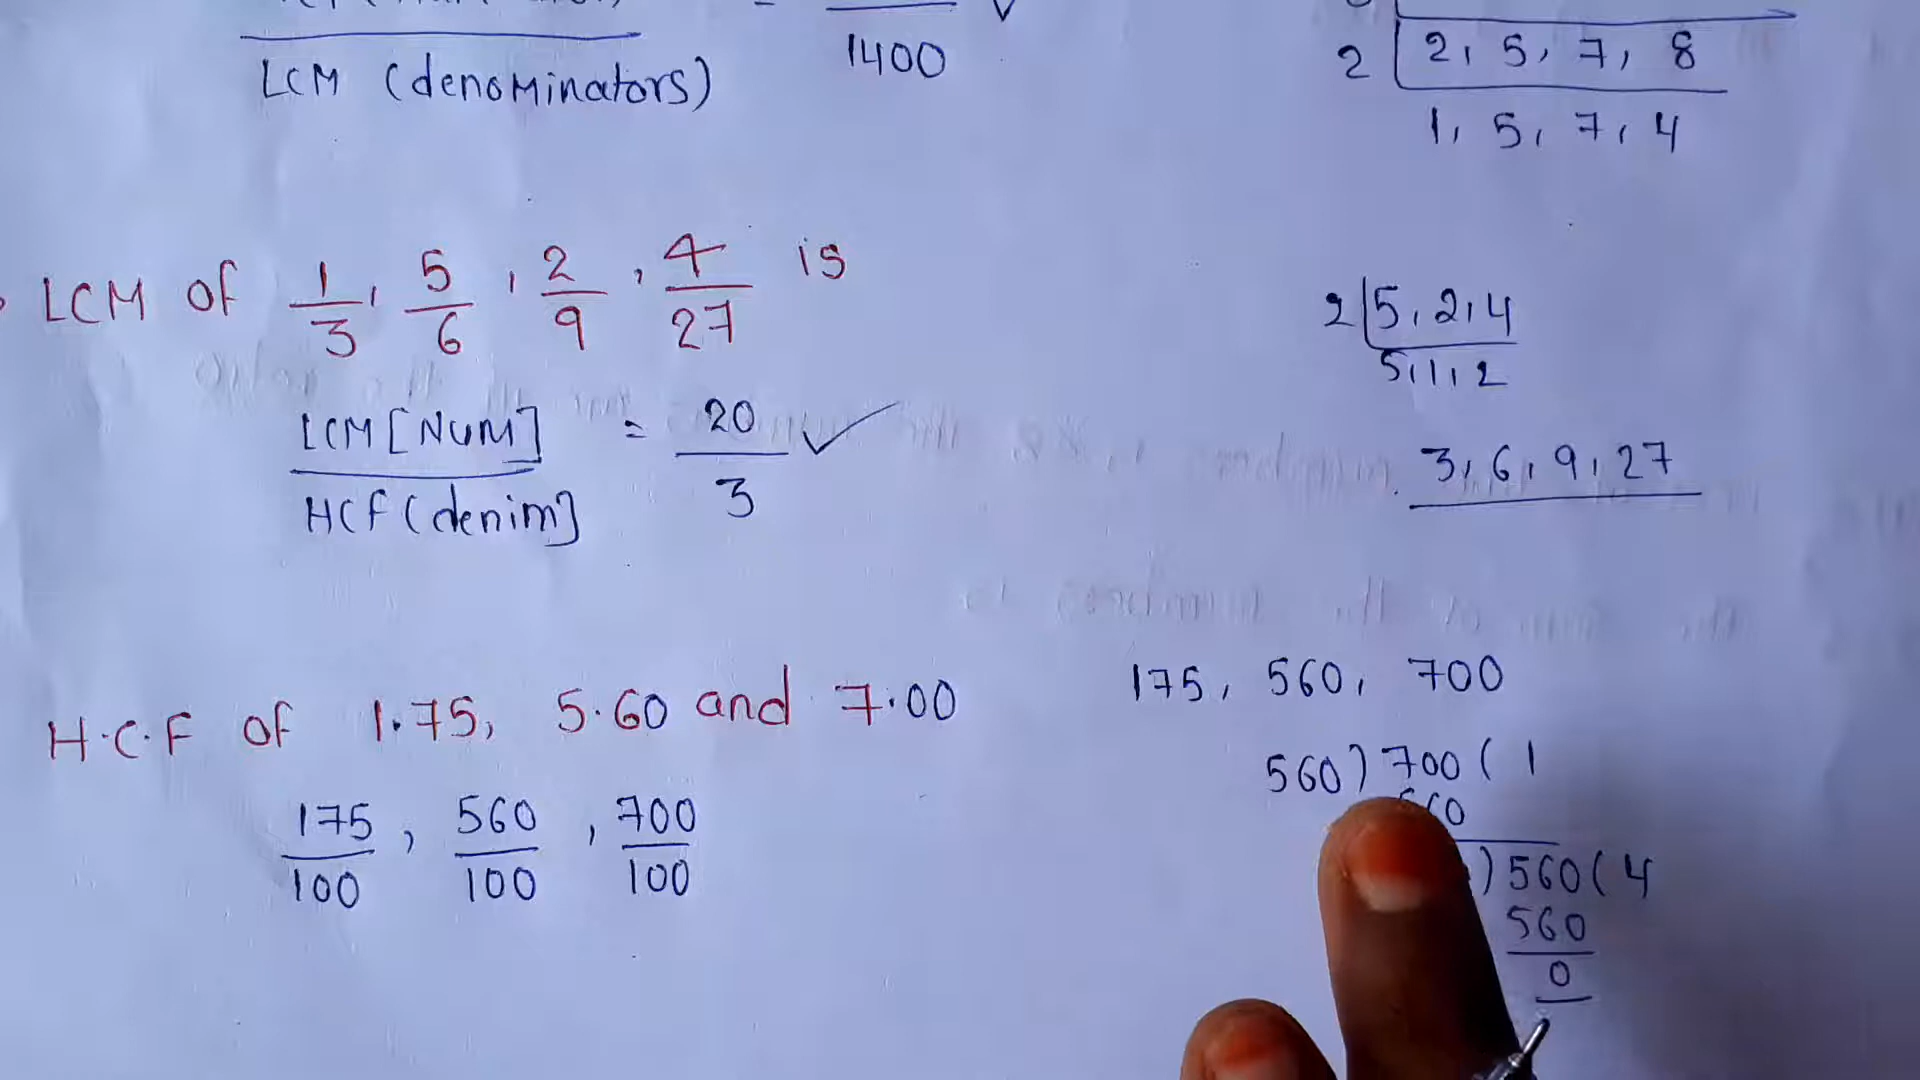 LCM (denominators)
1400
2 2, 5, 7, 8
1, 5, 7, 4
LCM of 1/3, 5/6, 2/9, 4/27 is
2 5, 2, 4
5, 1, 2
LCM [Num] = 20
HCF (denim] 3
3, 6, 9, 27
H.C.F of 1.75, 5.60 and 7.00
175/100, 560/100, 700/100
175, 560, 700
560) 700 ( 1
560
) 560 ( 4
560
0